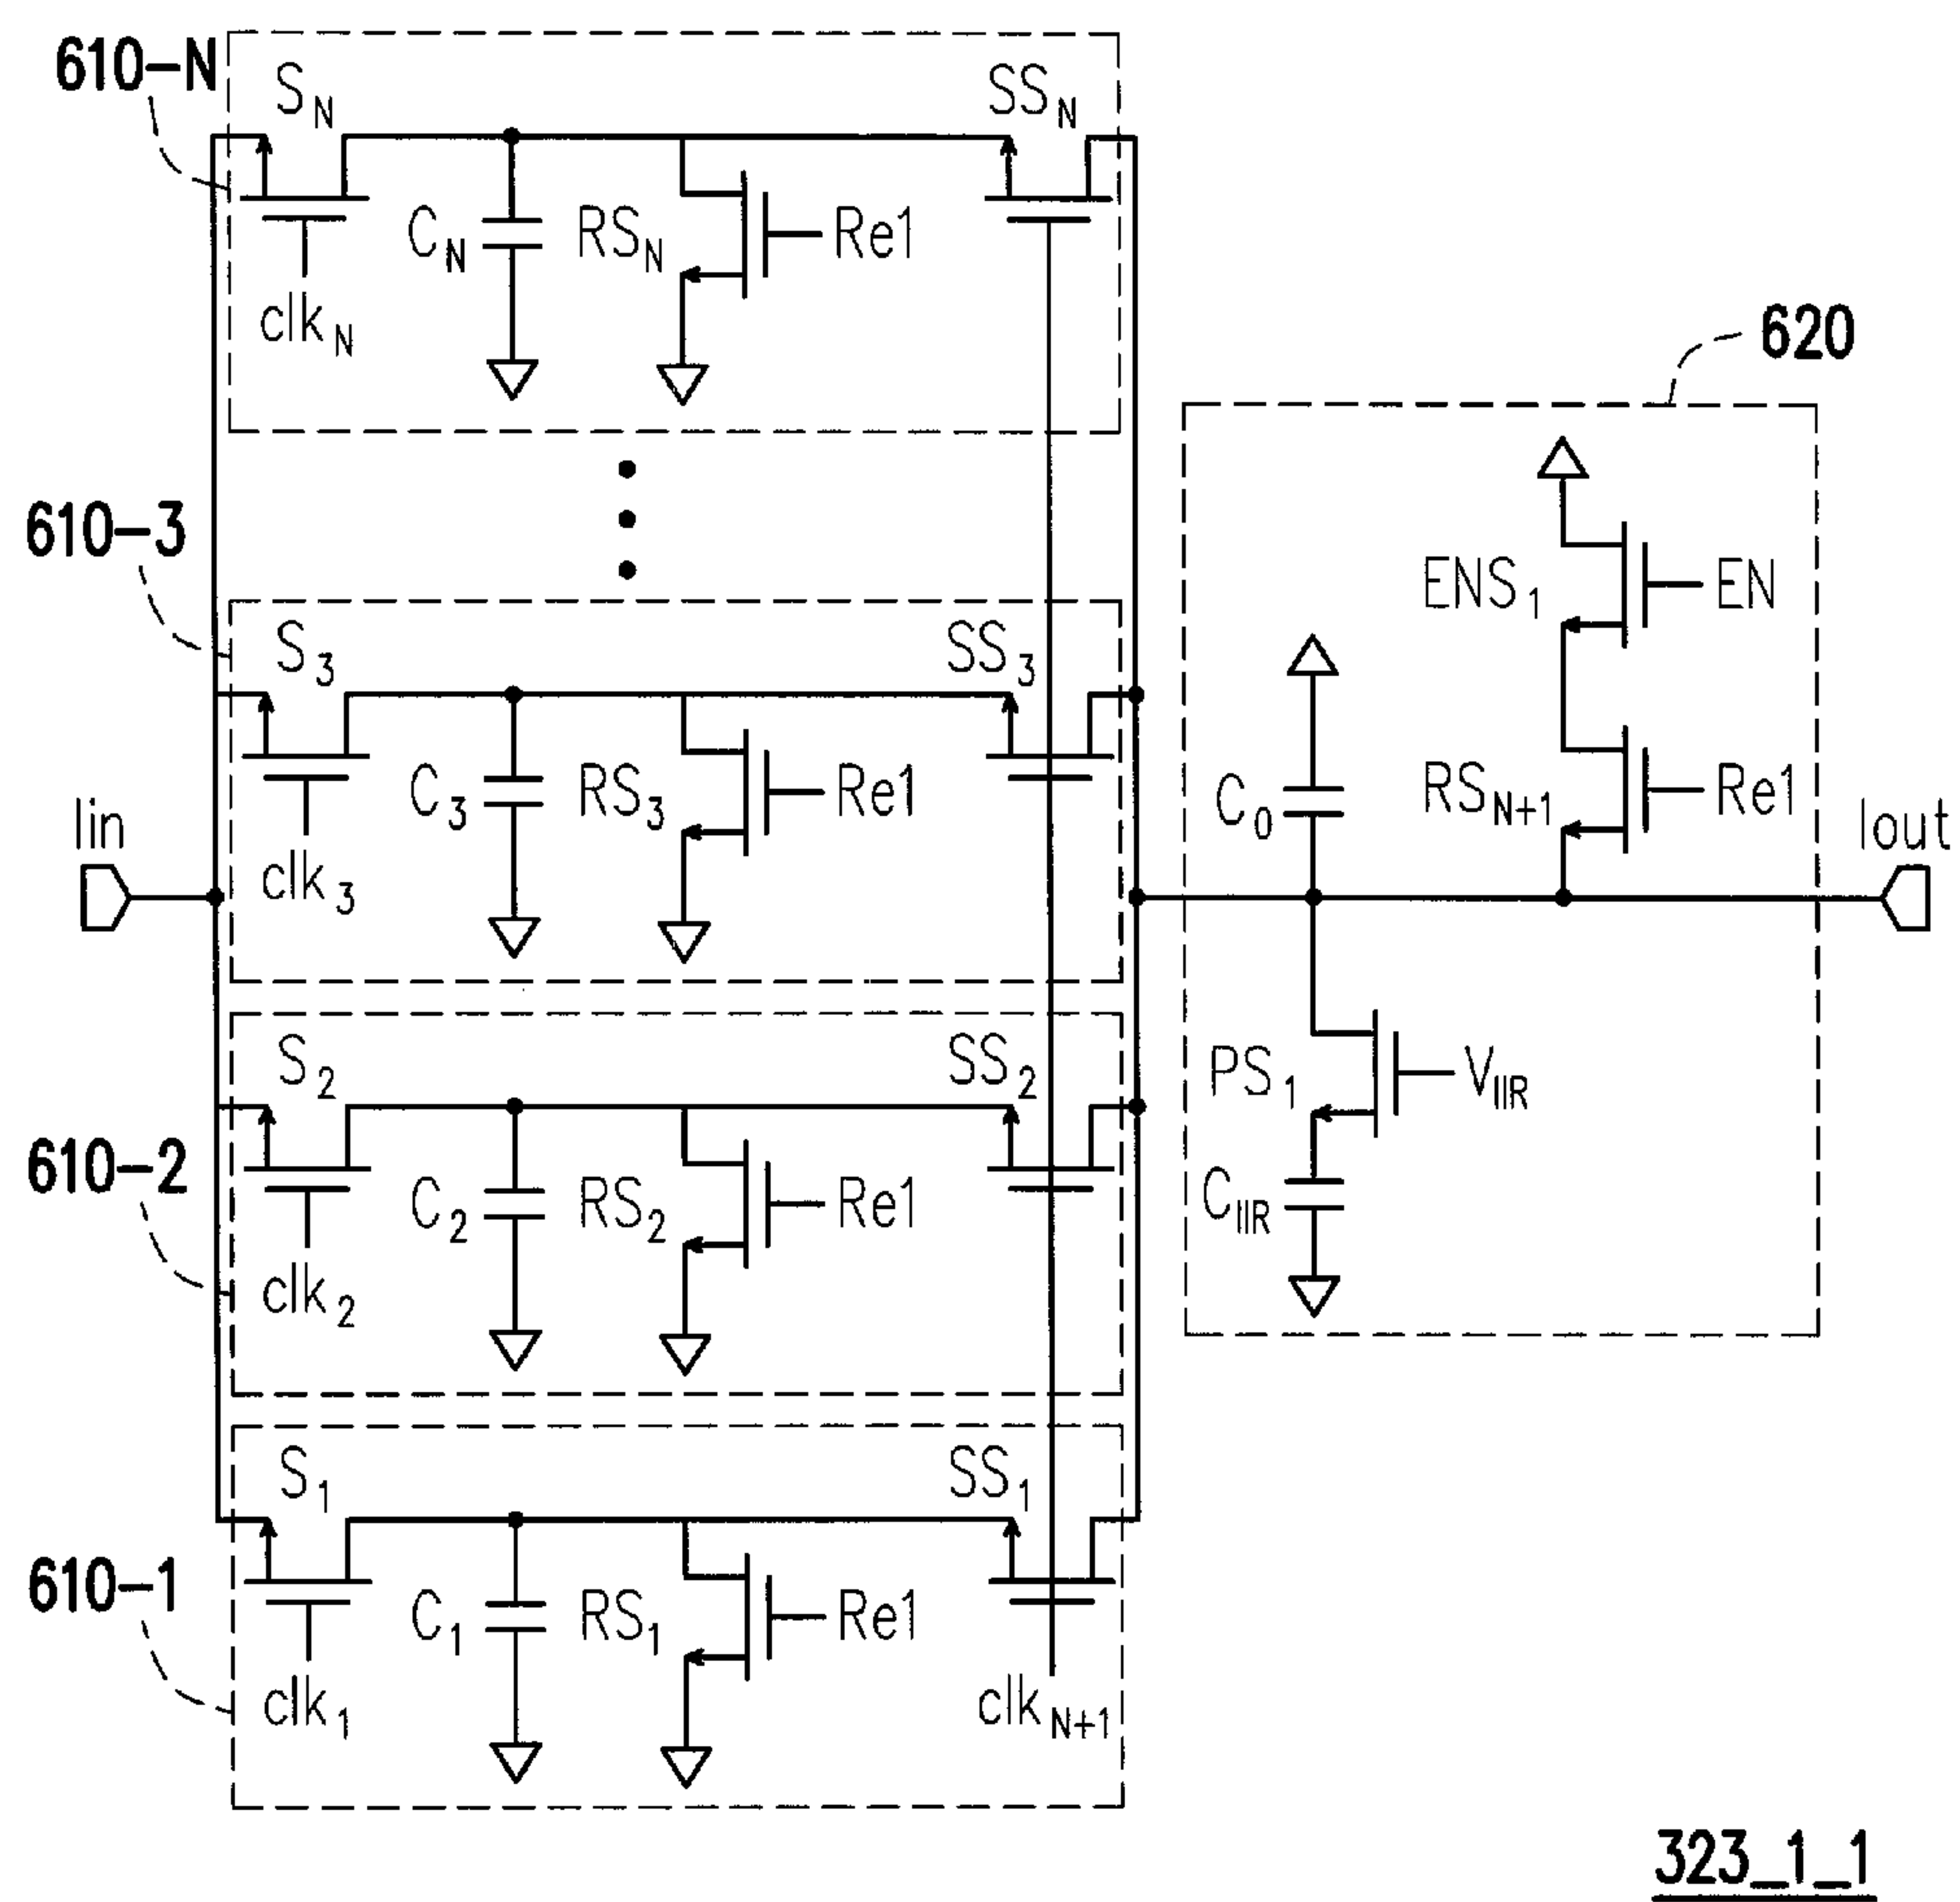 610-N
S_N
SS_N
C_N
RS_N
Re1
clk_N
620
610-3
S_3
SS_3
ENS_1
EN
C_3
RS_3
Re1
C_0
RS_N+1
Re1
Iin
clk_3
Iout
S_2
SS_2
PS_1
V_IIR
610-2
C_2
RS_2
Re1
C_IIR
clk_2
S_1
SS_1
610-1
C_1
RS_1
Re1
clk_1
clk_N+1
323_1_1